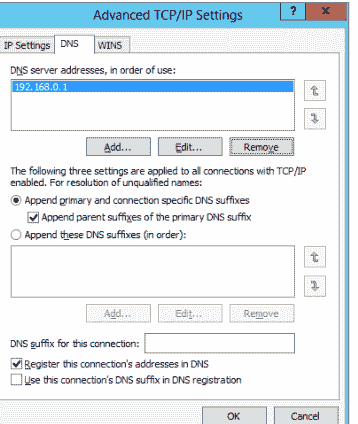 Advanced TCP/IP Settings
?
x
IP Settings DNS WINS
DNS server addresses, in order of use:
192.168.0.1
Add... Edit... Remove
The following three settings are applied to all connections with TCP/IP
enabled. For resolution of unqualified names:
Append primary and connection specific DNS suffixes
Append parent suffixes of the primary DNS suffix
Append these DNS suffixes (in order):
Add... Edit... Remove
DNS suffix for this connection:
Register this connection's addresses in DNS
Use this connection's DNS suffix in DNS registration
OK Cancel